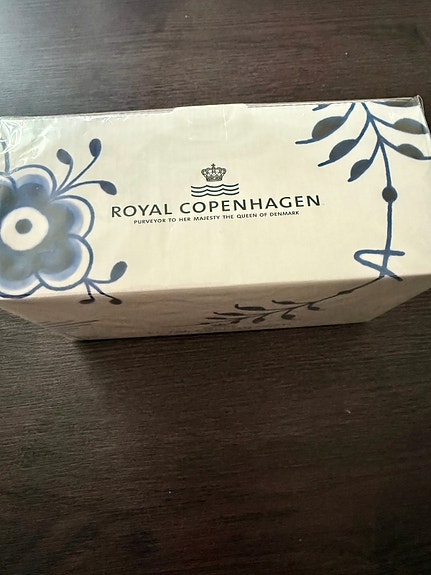 ROYAL COPENHAGEN
PURVEYOR TO HER MAJESTY THE QUEEN OF DENMARK